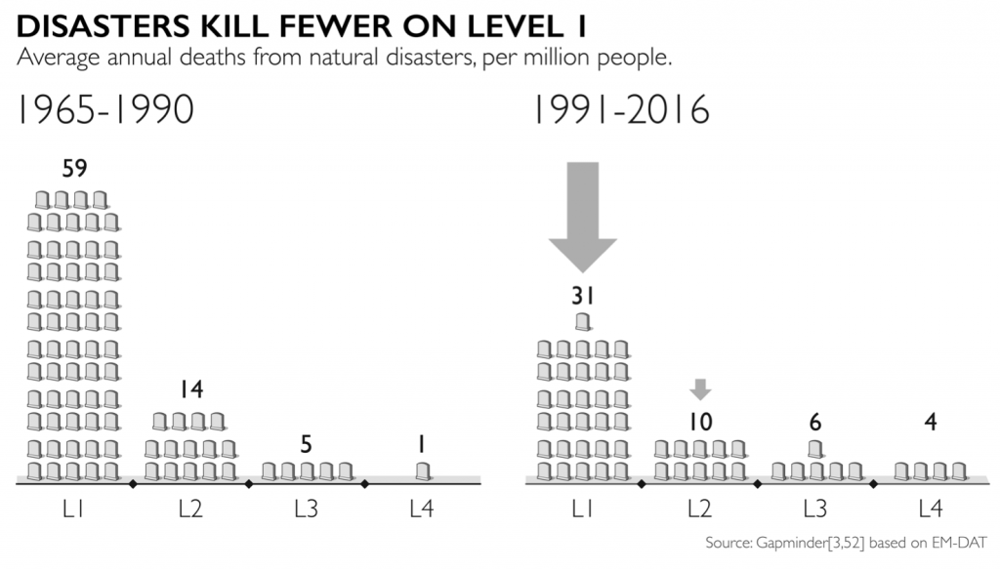 DISASTERS KILL FEWER ON LEVEL 1
Average annual deaths from natural disasters, per million people.
1965-1990
59
14
5
1
L1
L2
L3
L4
1991-2016
31
10
6
4
L1
L2
L3
L4
Source: Gapminder[3,52] based on EM-DAT